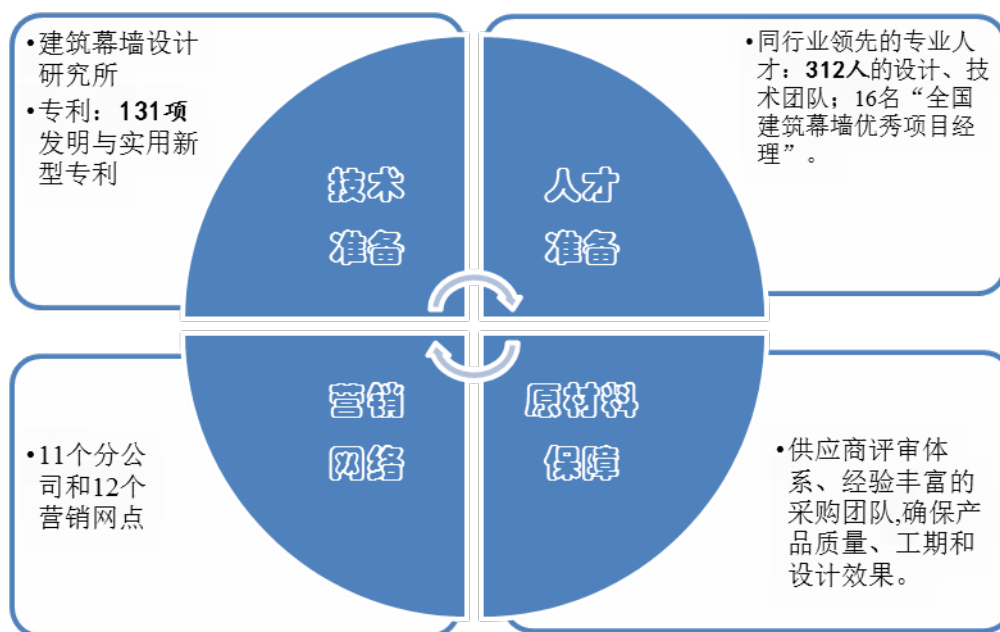 •建筑幕墙设计
研究所
•专利：131项
发明与实用新
型专利
•同行业领先的专业人
才：312人的设计、技
术团队；16名“全国
建筑幕墙优秀项目经
理”。
技术
准备
人才
准备
营销
网络
原材料
保障
•11个分公
司和12个
营销网点
•供应商评审体
系、经验丰富的
采购团队,确保产
品质量、工期和
设计效果。